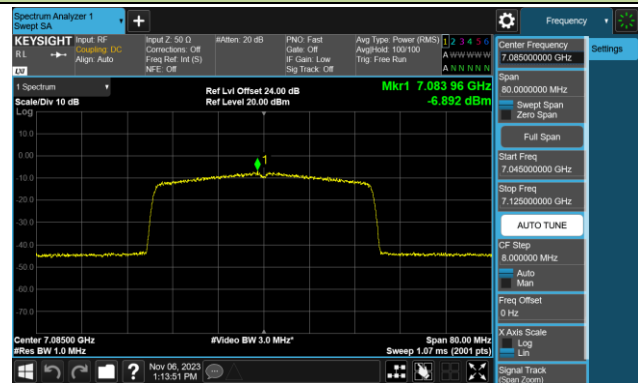 Spectrum Analyzer 1
Swept SA
Frequency
KEYSIGHT
RL
LXI
Input: RF
Coupling: DC
Align: Auto
Input Z: 50 Ω
Corrections: Off
Freq Ref: Int (S)
NFE: Off
#Atten: 20 dB
PNO: Fast
Gate: Off
IF Gain: Low
Sig Track: Off
Avg Type: Power (RMS)
Avg|Hold: 100/100
Trig: Free Run
1 2 3 4 5 6
A W W W W W
A N N N N N
1 Spectrum
Scale/Div 10 dB
Log
Ref Lvl Offset 24.00 dB
Ref Level 20.00 dBm
Mkr1 7.083 96 GHz
-6.892 dBm
10.0
0.00
-10.0
-20.0
-30.0
-40.0
-50.0
-60.0
-70.0
1
Center 7.08500 GHz
#Res BW 1.0 MHz
#Video BW 3.0 MHz*
Span 80.00 MHz
Sweep 1.07 ms (2001 pts)
Nov 06, 2023
1:13:51 PM
Center Frequency
7.085000000 GHz
Settings
Span
80.0000000 MHz
Swept Span
Zero Span
Full Span
Start Freq
7.045000000 GHz
Stop Freq
7.125000000 GHz
AUTO TUNE
CF Step
8.000000 MHz
Auto
Man
Freq Offset
0 Hz
X Axis Scale
Log
Lin
Signal Track
(Span Zoom)